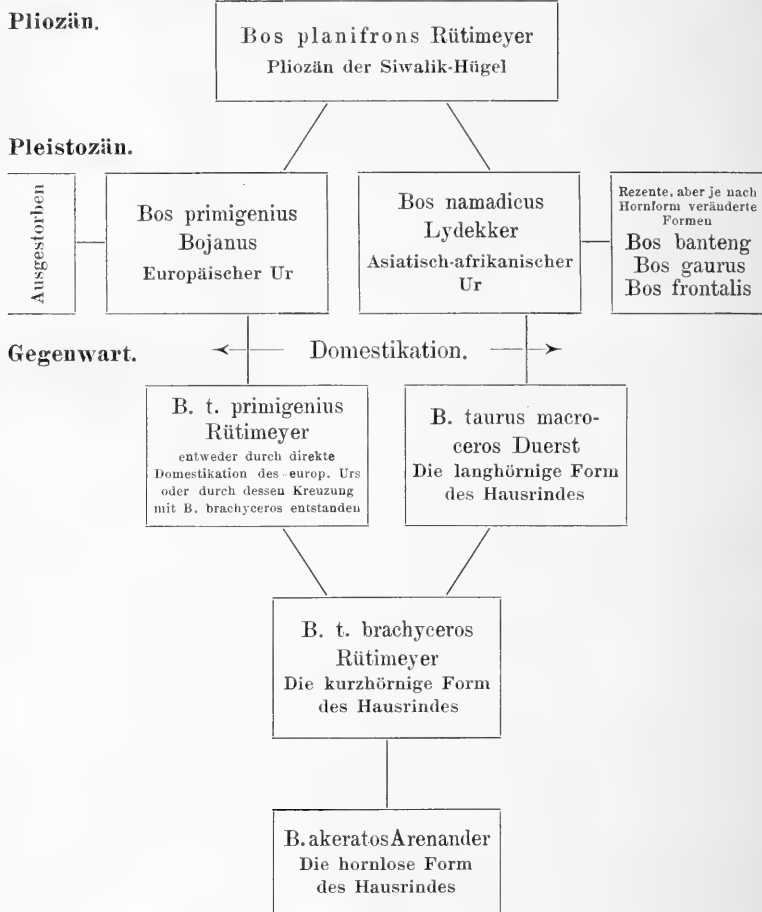 Pliozän.
Bos planifrons Rütimeyer
Pliozän der Siwalik-Hügel
Pleistozän.
Ausgestorben
Bos primigenius
Bojanus
Europäischer Ur
Bos namadicus
Lydekker
Asiatisch-afrikanischer
Ur
Rezente, aber je nach
Hornform veränderte
Formen
Bos banteng
Bos gaurus
Bos frontalis
Gegenwart.
Domestikation.
B. t. primigenius
Rütimeyer
entweder durch direkte
Domestikation des europ. Urs
oder durch dessen Kreuzung
mit B. brachyceros entstanden
B. taurus macro-
ceros Duerst
Die langhörnige Form
des Hausrindes
B. t. brachyceros
Rütimeyer
Die kurzhörnige Form
des Hausrindes
B. akeratos Arenander
Die hornlose Form
des Hausrindes